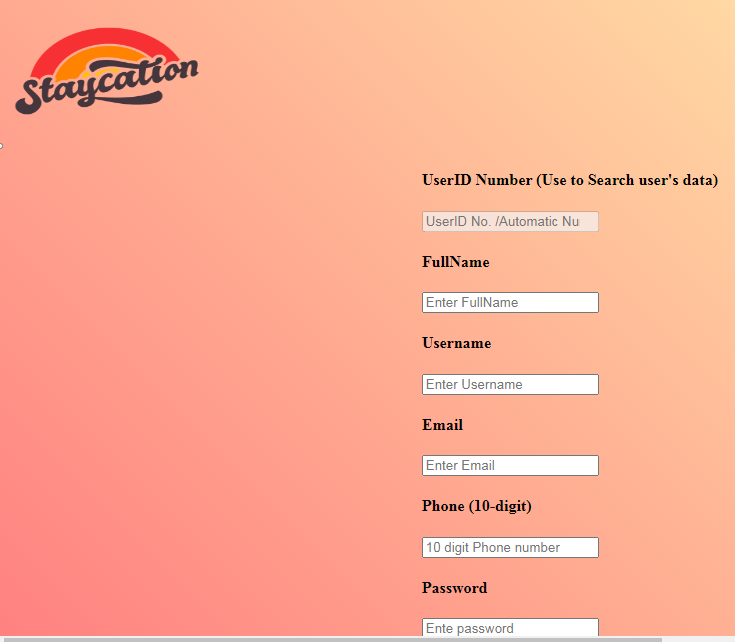 Staycation
UserID Number (Use to Search user's data)
UserID No. /Automatic Nu
FullName
Enter FullName
Username
Enter Username
Email
Enter Email
Phone (10-digit)
10 digit Phone number
Password
Ente password